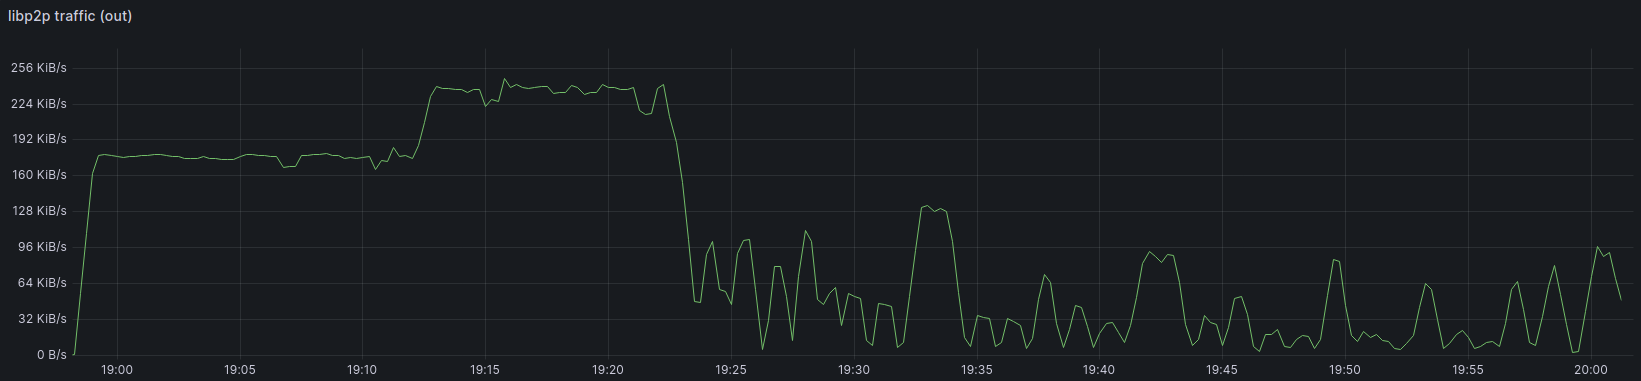 libp2p traffic (out)
256 KiB/s
224 KiB/s
192 KiB/s
160 KiB/s
128 KiB/s
96 KiB/s
64 KiB/s
32 KiB/s
0 B/s
19:00 19:05 19:10 19:15 19:20 19:25 19:30 19:35 19:40 19:45 19:50 19:55 20:00